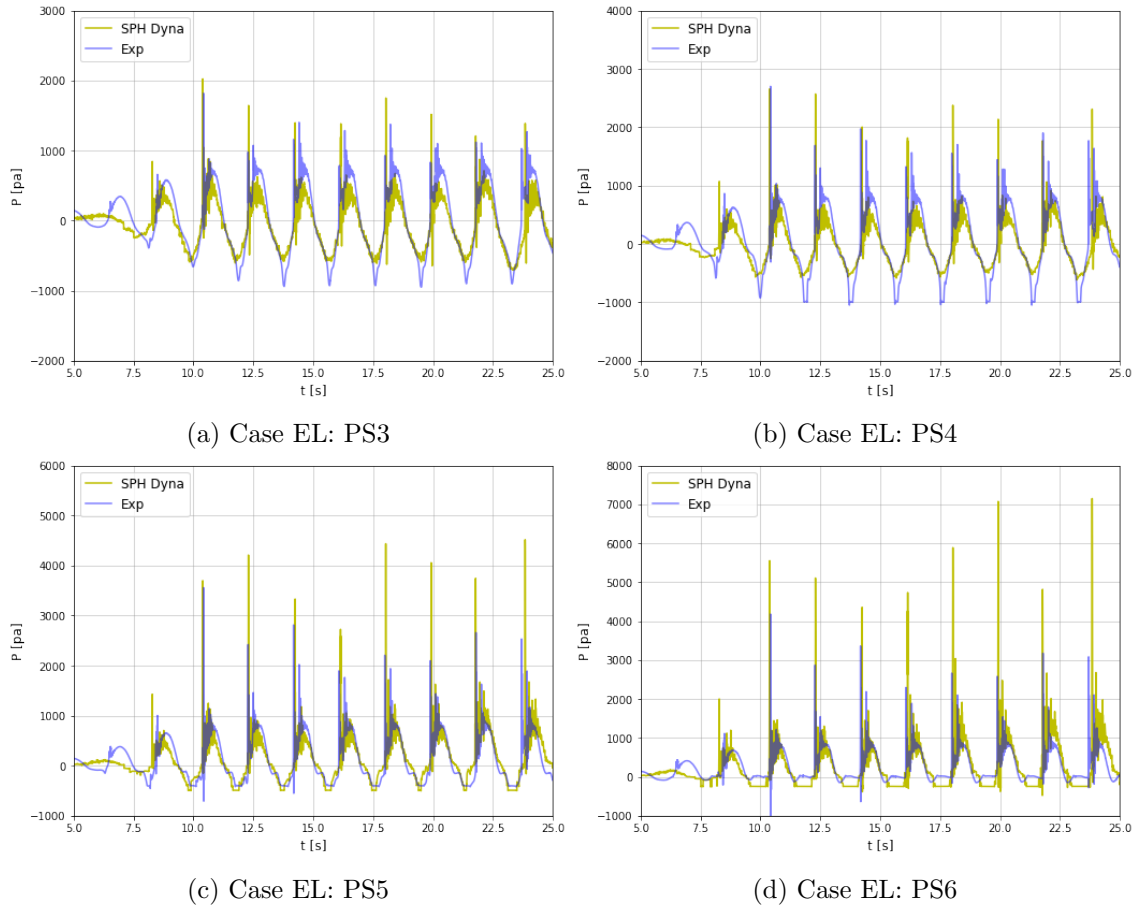 3000
2000
1000
0
−1000
−2000
P [pa]
SPH Dyna
Exp
5.0 7.5 10.0 12.5 15.0 17.5 20.0 22.5 25.0
t [s]
(a) Case EL: PS3
4000
3000
2000
1000
0
−1000
−2000
P [pa]
SPH Dyna
Exp
5.0 7.5 10.0 12.5 15.0 17.5 20.0 22.5 25.0
t [s]
(b) Case EL: PS4
6000
5000
4000
3000
2000
1000
0
−1000
P [pa]
SPH Dyna
Exp
5.0 7.5 10.0 12.5 15.0 17.5 20.0 22.5 25.0
t [s]
(c) Case EL: PS5
8000
7000
6000
5000
4000
3000
2000
1000
0
−1000
P [pa]
SPH Dyna
Exp
5.0 7.5 10.0 12.5 15.0 17.5 20.0 22.5 25.0
t [s]
(d) Case EL: PS6